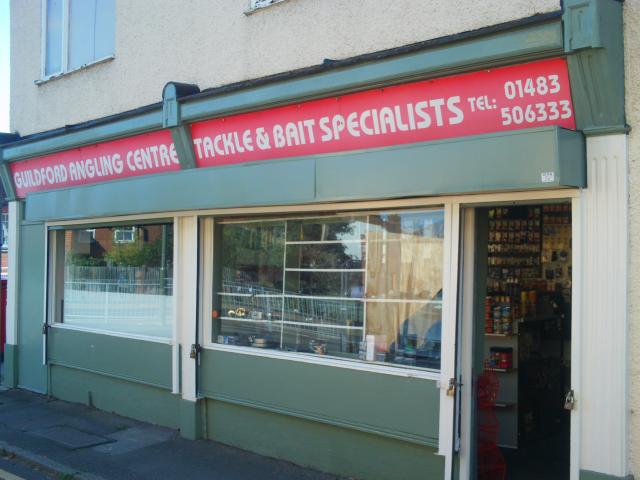 GUILDFORD ANGLING CENTRE
TACKLE & BAIT SPECIALISTS TEL: 01483
506333